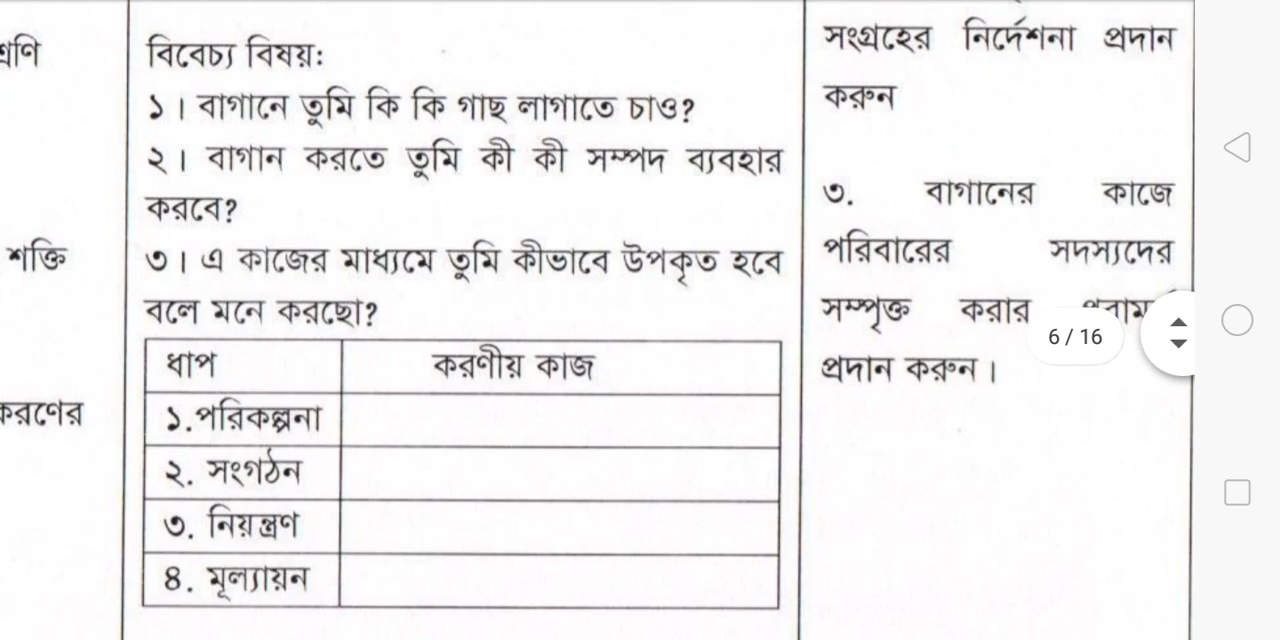 শক্তি
বিবেচ্য বিষয়:
১। বাগানে তুমি কি কি গাছ লাগাতে চাও?
২। বাগান করতে তুমি কী কী সম্পদ ব্যবহার
করবে?
৩। এ কাজের মাধ্যমে তুমি কীভাবে উপকৃত হবে
বলে মনে করছো?
ধাপ করণীয় কাজ
১.পরিকল্পনা
২. সংগঠন
৩. নিয়ন্ত্রণ
৪. মূল্যায়ন
সংগ্রহের নির্দেশনা প্রদান
করুন
৩. বাগানের কাজে
পরিবারের সদস্যদের
সম্পৃক্ত করার
প্রদান করুন।
6 / 16